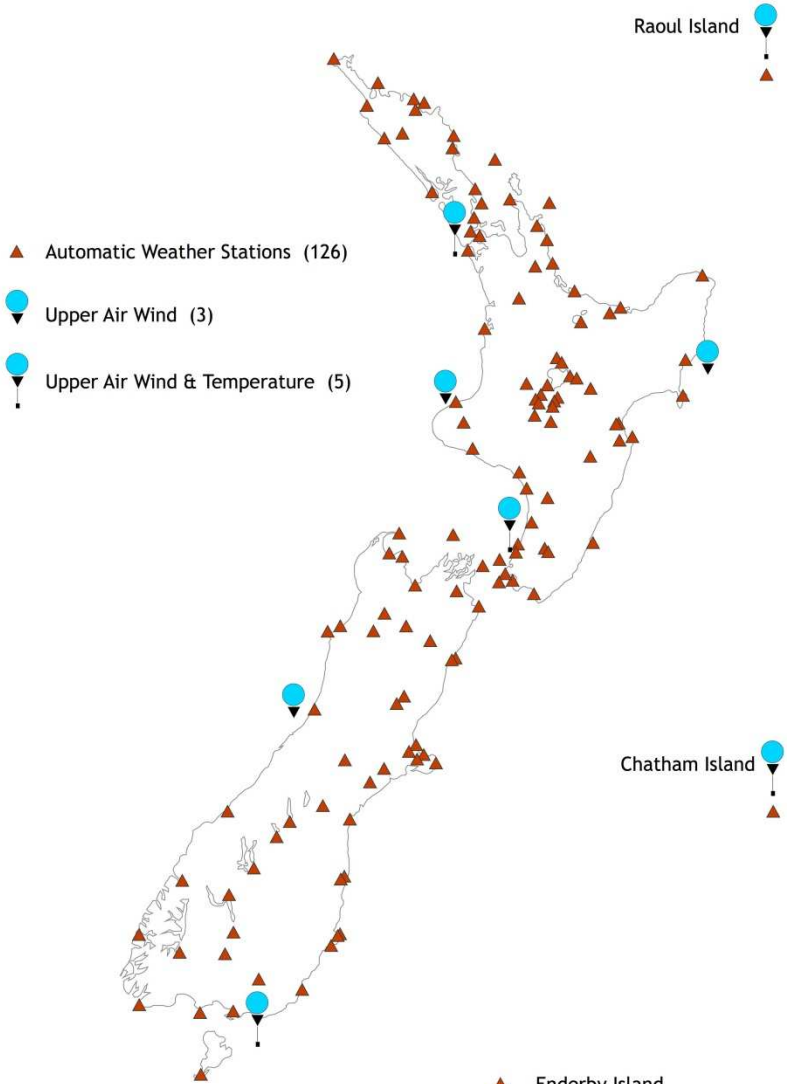 Raoul Island
Automatic Weather Stations (126)
Upper Air Wind (3)
Upper Air Wind & Temperature (5)
Chatham Island
Enderby Island